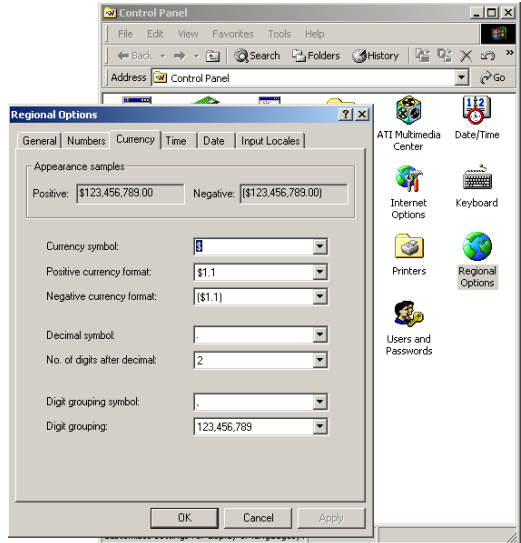 Control Panel
File Edit View Favorites Tools Help
Back Search Folders History »
Address Control Panel Go
Regional Options
General Numbers Currency Time Date Input Locales
Appearance samples
Positive: $123,456,789.00 Negative: ($123,456,789.00)
Currency symbol: $
Positive currency format: $1.1
Negative currency format: ($1.1)
Decimal symbol: .
No. of digits after decimal: 2
Digit grouping symbol: ,
Digit grouping: 123,456,789
OK Cancel Apply
ATI Multimedia
Center
Date/Time
Internet
Options
Keyboard
Printers
Regional
Options
Users and
Passwords